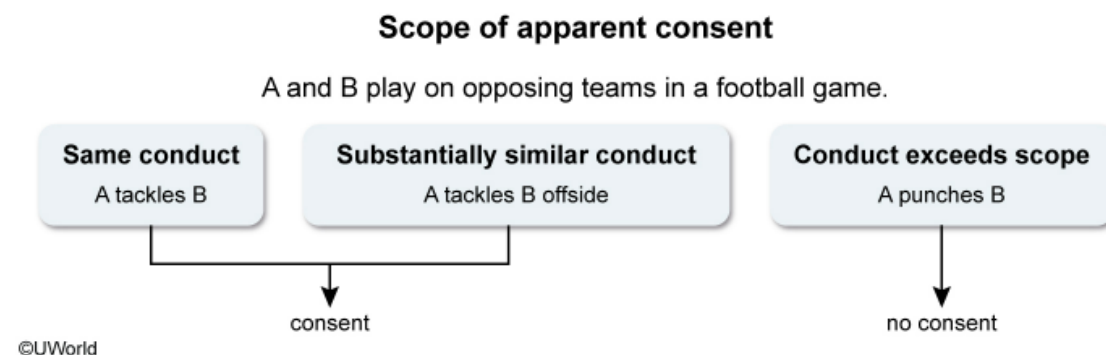 Scope of apparent consent
A and B play on opposing teams in a football game.
Same conduct
A tackles B
Substantially similar conduct
A tackles B offside
Conduct exceeds scope
A punches B
consent
no consent
©UWorld